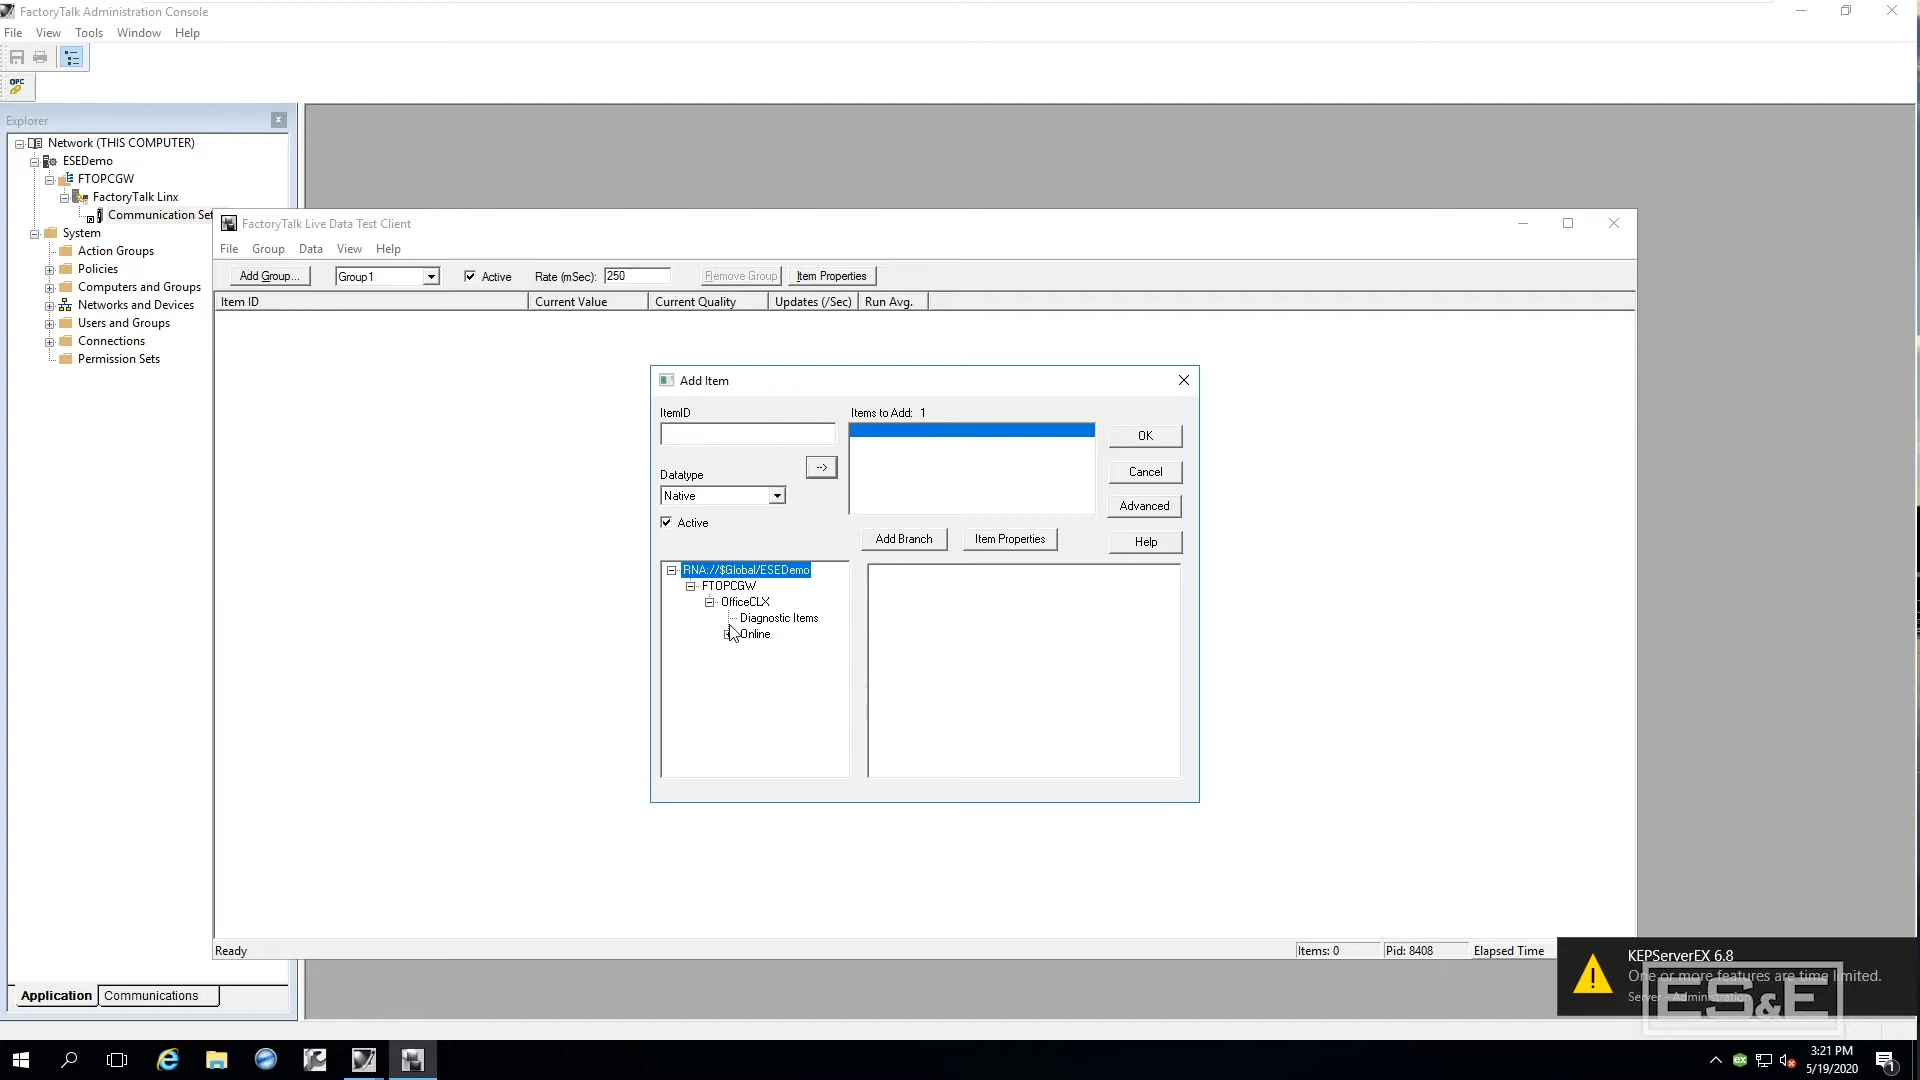 FactoryTalk Administration Console
File View Tools Window Help
OPC
Explorer
Network (THIS COMPUTER)
ESEDemo
FTOPCGW
FactoryTalk Linx
Communication Set
System
Action Groups
Policies
Computers and Groups
Networks and Devices
Users and Groups
Connections
Permission Sets
FactoryTalk Live Data Test Client
File Group Data View Help
Add Group... Group1 Active Rate (mSec): 250 Remove Group Item Properties
Item ID Current Value Current Quality Updates (/Sec) Run Avg.
Add Item
ItemID Items to Add: 1
OK
-->
Cancel
Datatype
Native
Advanced
Active
Add Branch Item Properties Help
RNA://$Global/ESEDemo
FTOPCGW
OfficeCLX
Diagnostic Items
Online
Ready Items: 0 Pid: 8408 Elapsed Time
KEPServerEX 6.8
One or more features are time limited.
Server - Administration
ES&E
Application Communications
3:21 PM
5/19/2020
1